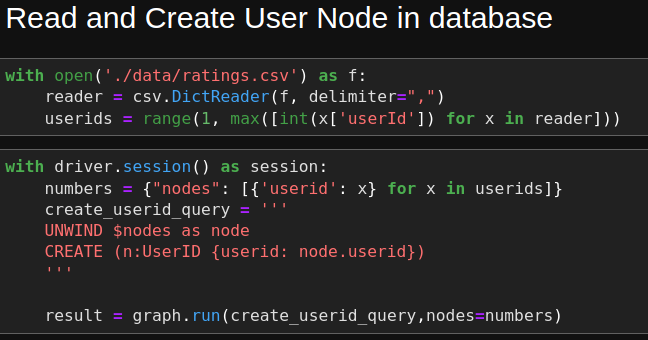 Read and Create User Node in database
with open('./data/ratings.csv') as f:
    reader = csv.DictReader(f, delimiter=",")
    userids = range(1, max([int(x['userId']) for x in reader]))
with driver.session() as session:
    numbers = {"nodes": [{'userid': x} for x in userids]}
    create_userid_query = '''
    UNWIND $nodes as node
    CREATE (n:UserID {userid: node.userid})
    '''
    result = graph.run(create_userid_query,nodes=numbers)